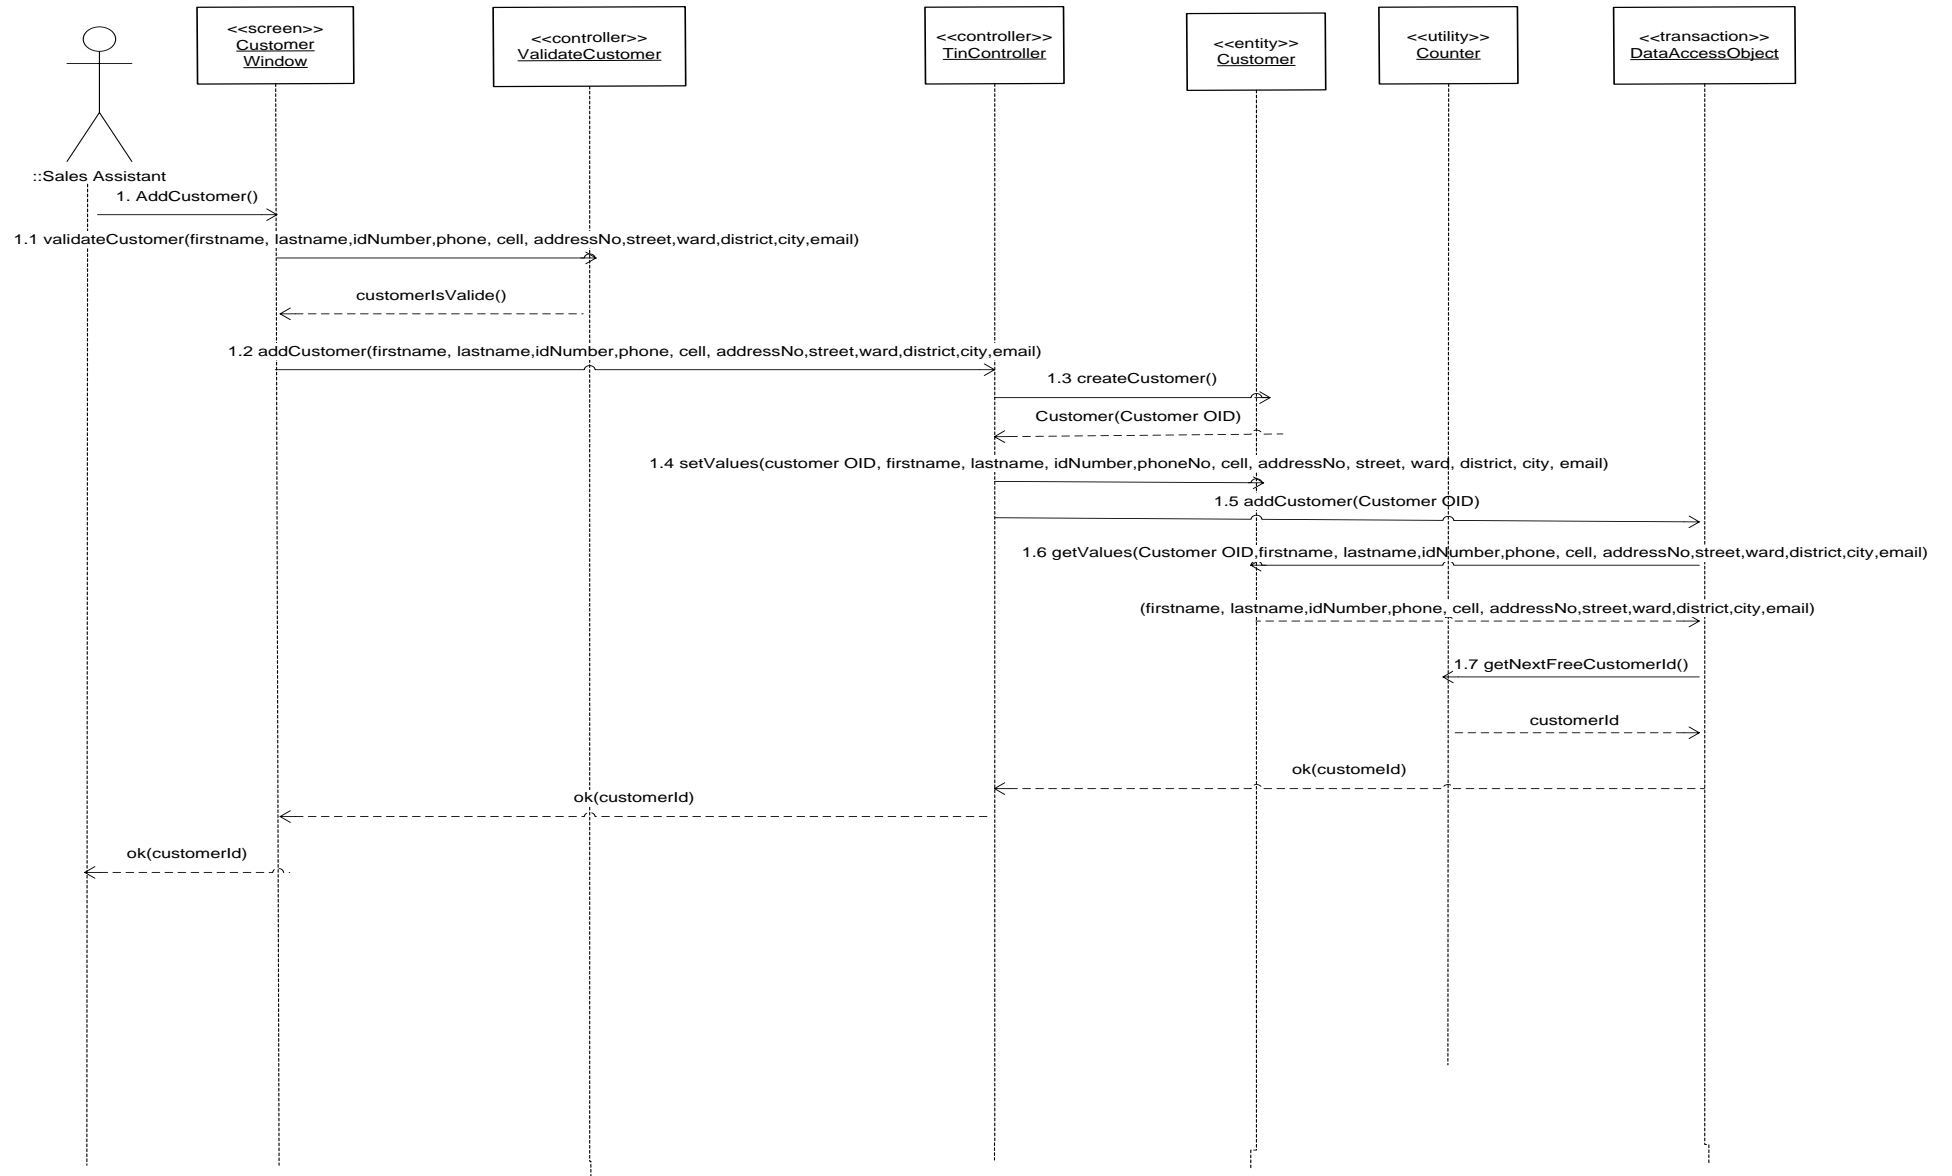 <<screen>>
Customer
Window
<<controller>>
ValidateCustomer
<<controller>>
TinController
<<entity>>
Customer
<<utility>>
Counter
<<transaction>>
DataAccessObject
::Sales Assistant
1. AddCustomer()
1.1 validateCustomer(firstname, lastname,idNumber,phone, cell, addressNo,street,ward,district,city,email)
customerIsValide()
1.2 addCustomer(firstname, lastname,idNumber,phone, cell, addressNo,street,ward,district,city,email)
1.3 createCustomer()
Customer(Customer OID)
1.4 setValues(customer OID, firstname, lastname, idNumber,phoneNo, cell, addressNo, street, ward, district, city, email)
1.5 addCustomer(Customer OID)
1.6 getValues(Customer OID,firstname, lastname,idNumber,phone, cell, addressNo,street,ward,district,city,email)
(firstname, lastname,idNumber,phone, cell, addressNo,street,ward,district,city,email)
1.7 getNextFreeCustomerId()
customerId
ok(customeId)
ok(customerId)
ok(customerId)